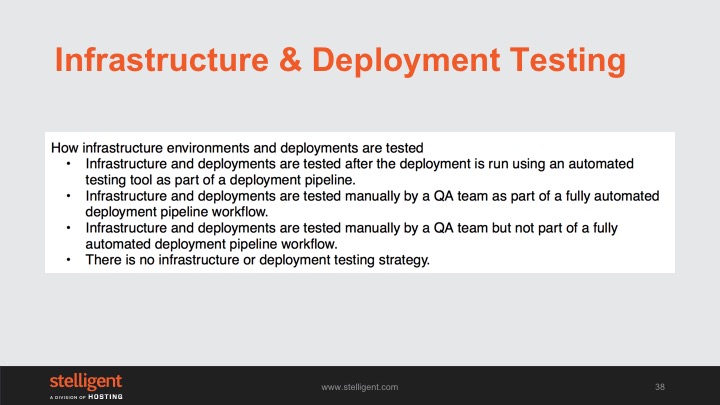 Infrastructure & Deployment Testing
How infrastructure environments and deployments are tested
• Infrastructure and deployments are tested after the deployment is run using an automated
testing tool as part of a deployment pipeline.
• Infrastructure and deployments are tested manually by a QA team as part of a fully automated
deployment pipeline workflow.
• Infrastructure and deployments are tested manually by a QA team but not part of a fully
automated deployment pipeline workflow.
• There is no infrastructure or deployment testing strategy.
stelligent
A DIVISION OF HOSTING
www.stelligent.com
38